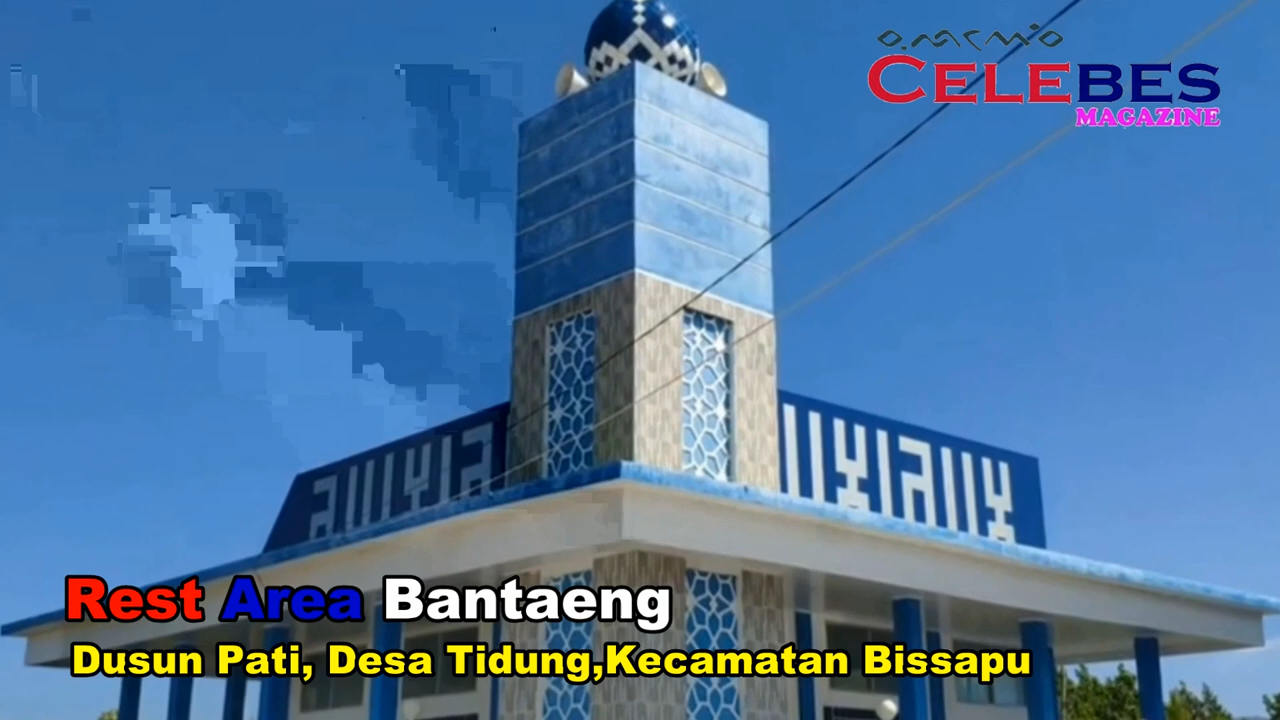 CELEBES
MAGAZINE
Rest Area Bantaeng
Dusun Pati, Desa Tidung,Kecamatan Bissapu